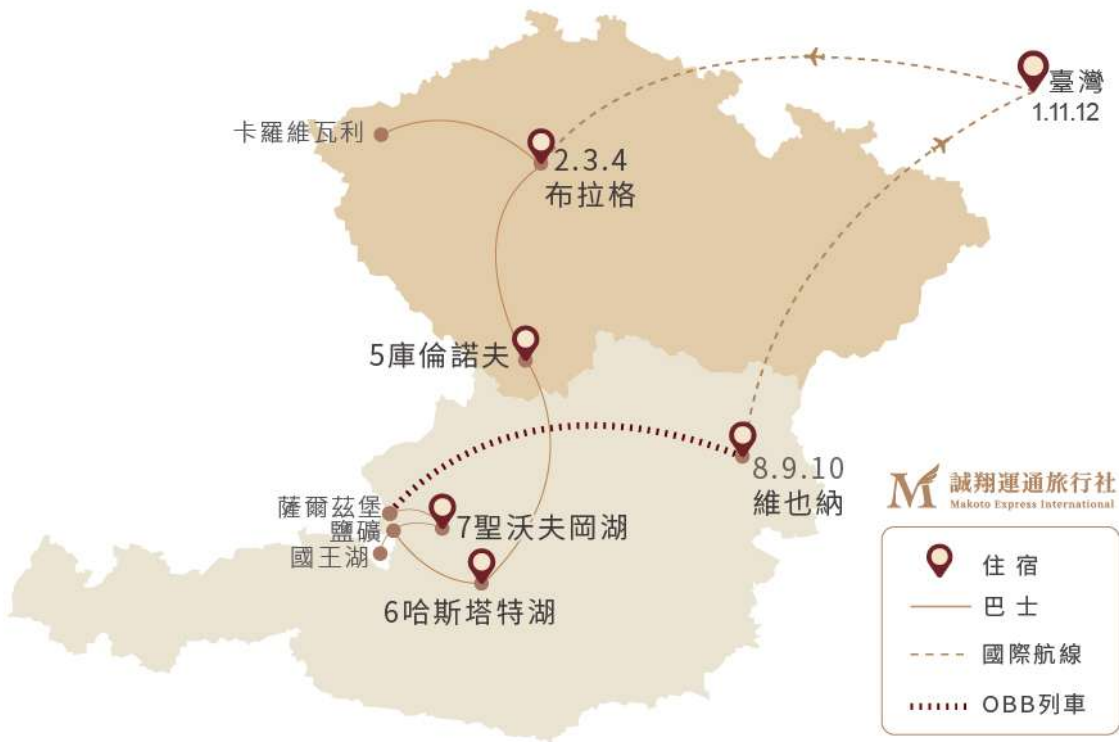 臺灣
1.11.12
卡羅維瓦利
2.3.4
布拉格
5庫倫諾夫
8.9.10
維也納
薩爾茲堡
鹽礦
國王湖
7聖沃夫岡湖
6哈斯塔特湖
誠翔運通旅行社
Makoto Express International
住宿
巴士
國際航線
OBB列車